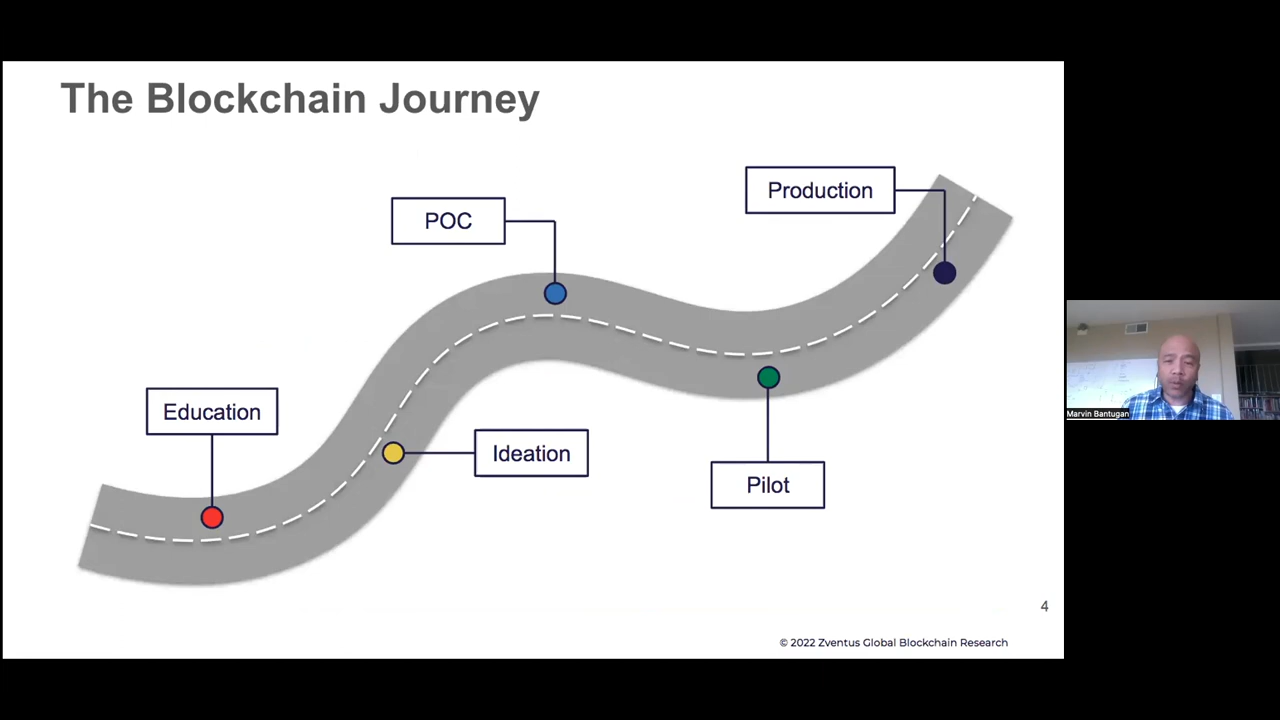 The Blockchain Journey
Production
POC
Education
Ideation
Pilot
Marvin Bantugan
4
© 2022 Zventus Global Blockchain Research